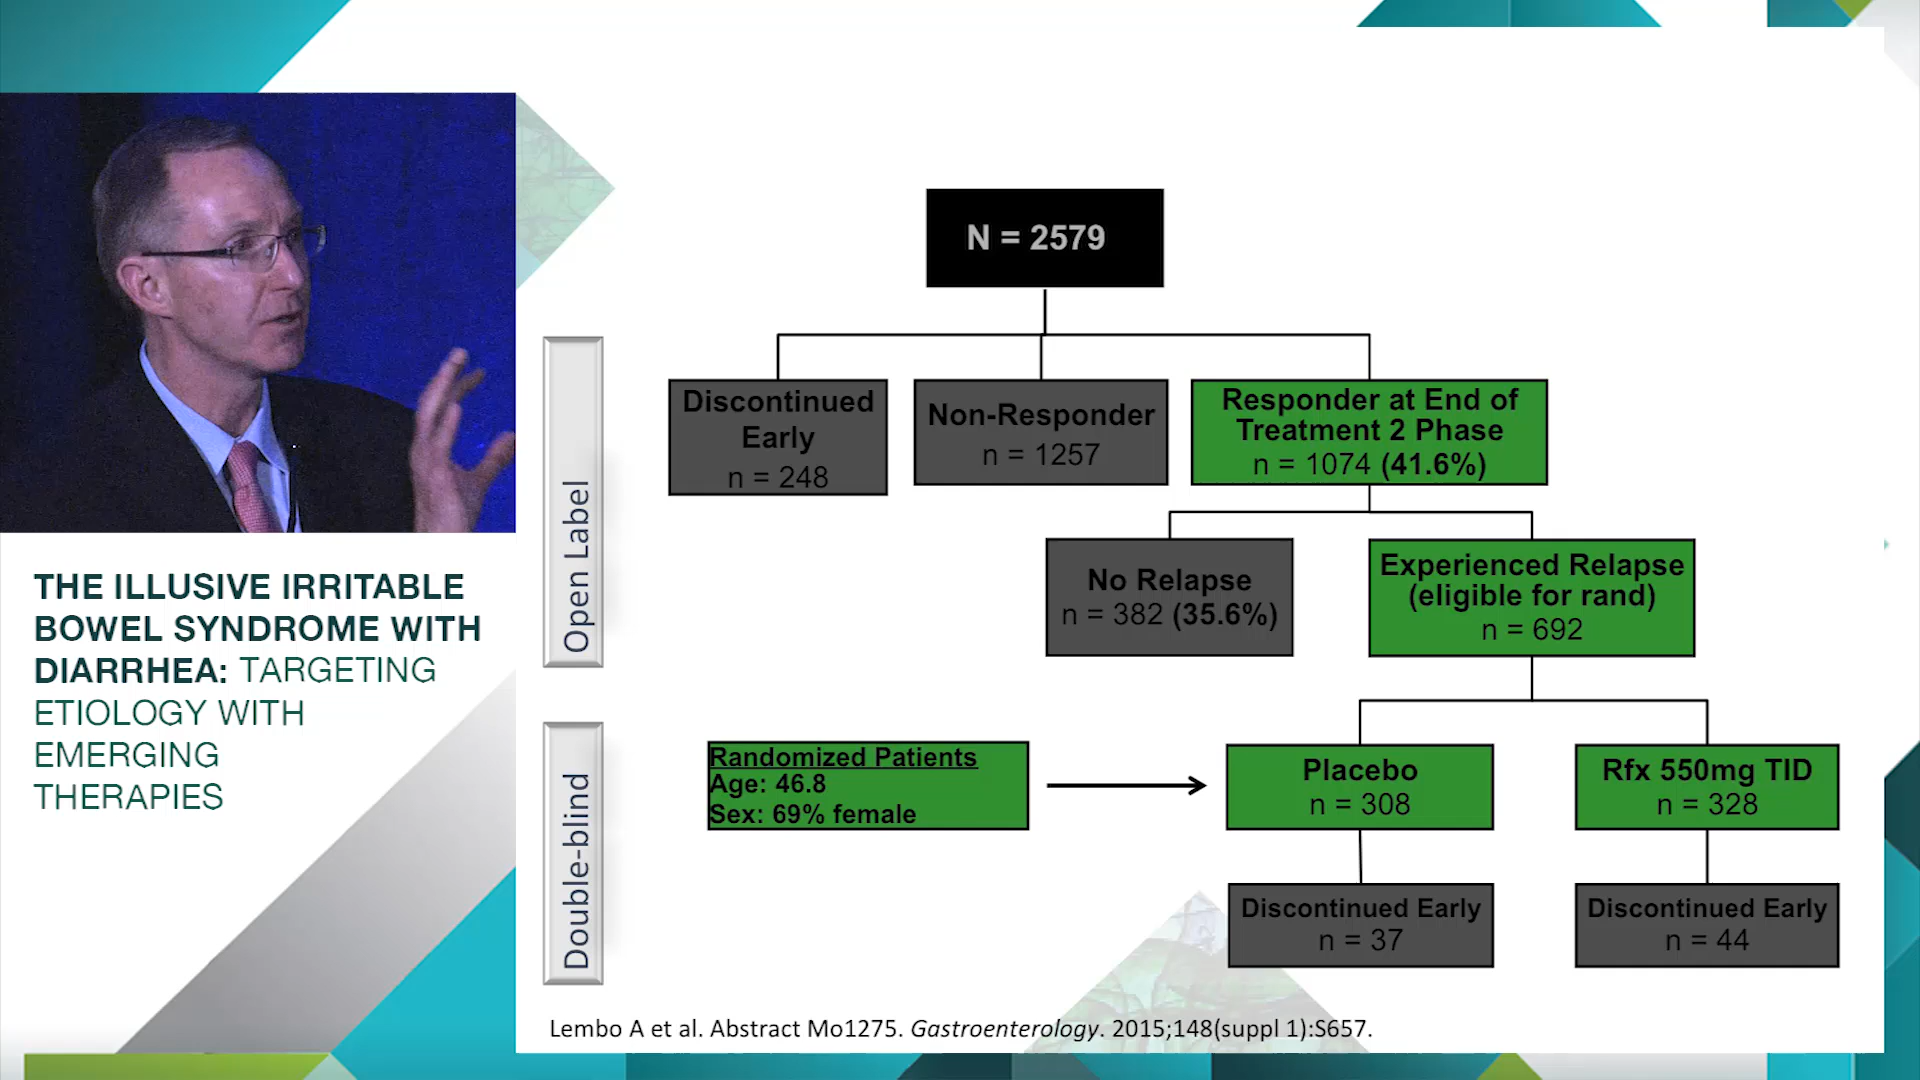 THE ILLUSIVE IRRITABLE
BOWEL SYNDROME WITH
DIARRHEA: TARGETING
ETIOLOGY WITH
EMERGING
THERAPIES
N = 2579
Open Label
Discontinued
Early
n = 248
Non-Responder
n = 1257
Responder at End of
Treatment 2 Phase
n = 1074 (41.6%)
No Relapse
n = 382 (35.6%)
Experienced Relapse
(eligible for rand)
n = 692
Double-blind
Randomized Patients
Age: 46.8
Sex: 69% female
Placebo
n = 308
Rfx 550mg TID
n = 328
Discontinued Early
n = 37
Discontinued Early
n = 44
Lembo A et al. Abstract Mo1275. Gastroenterology. 2015;148(suppl 1):S657.